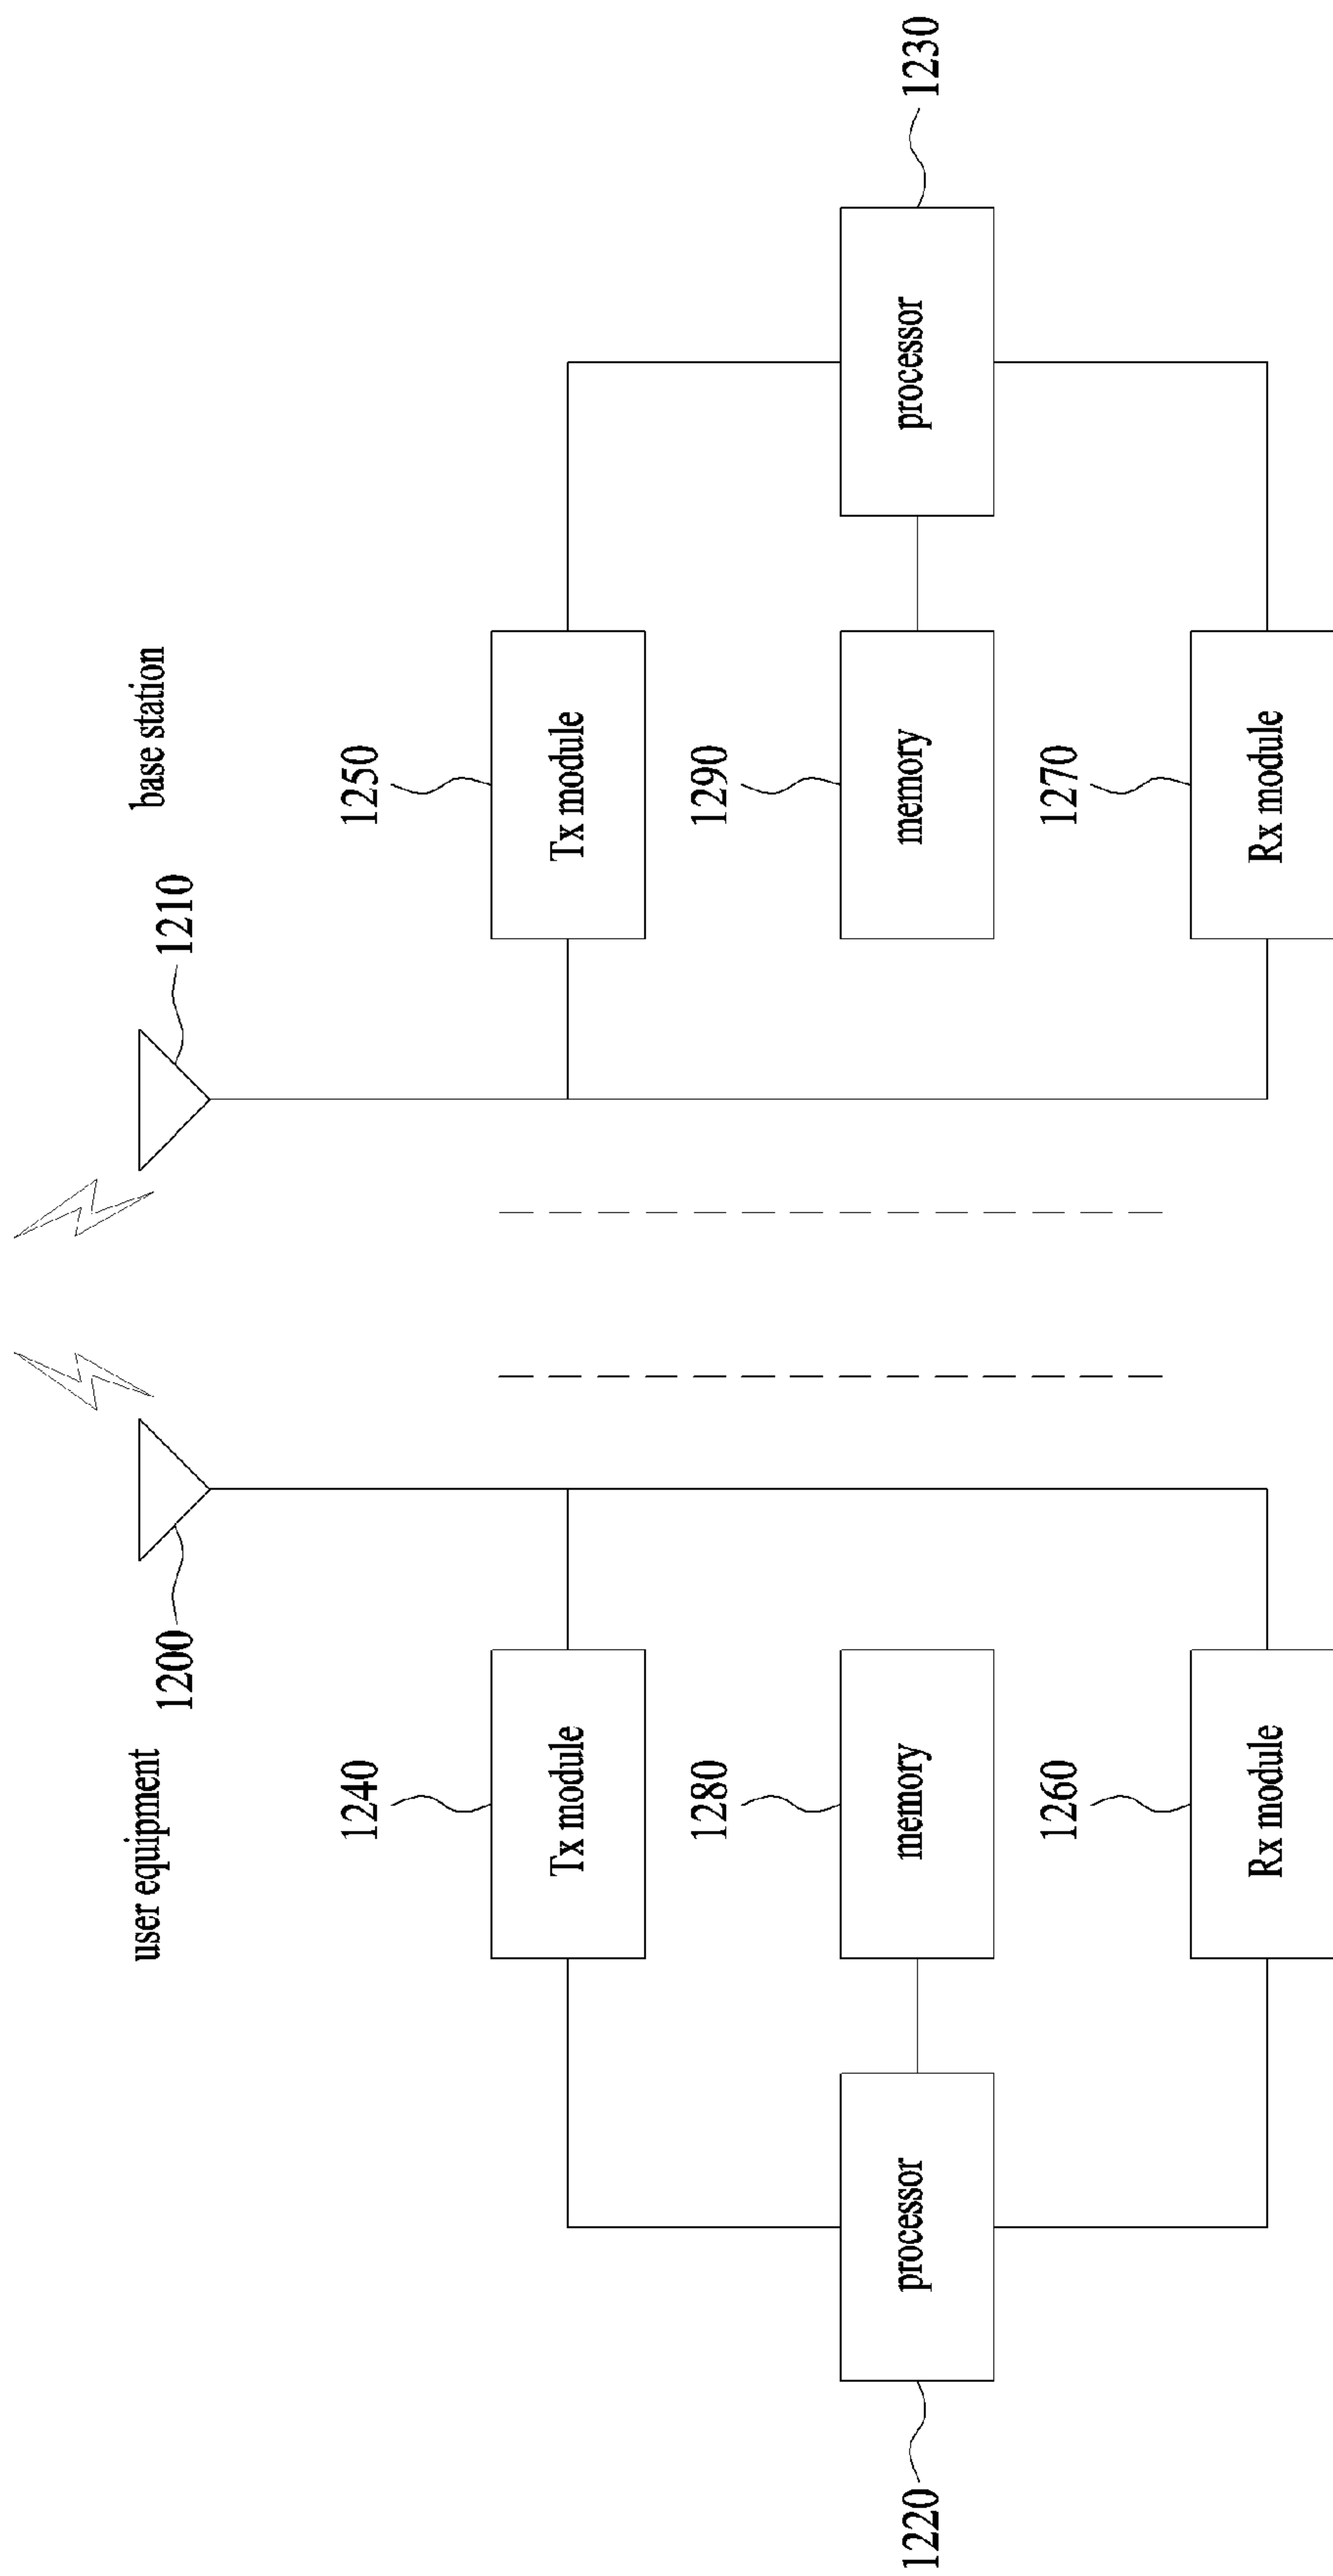 user equipment
base station
1200
1210
1240
1250
Tx module
Tx module
1280
1290
1220
processor
memory
memory
processor
1230
1260
1270
Rx module
Rx module